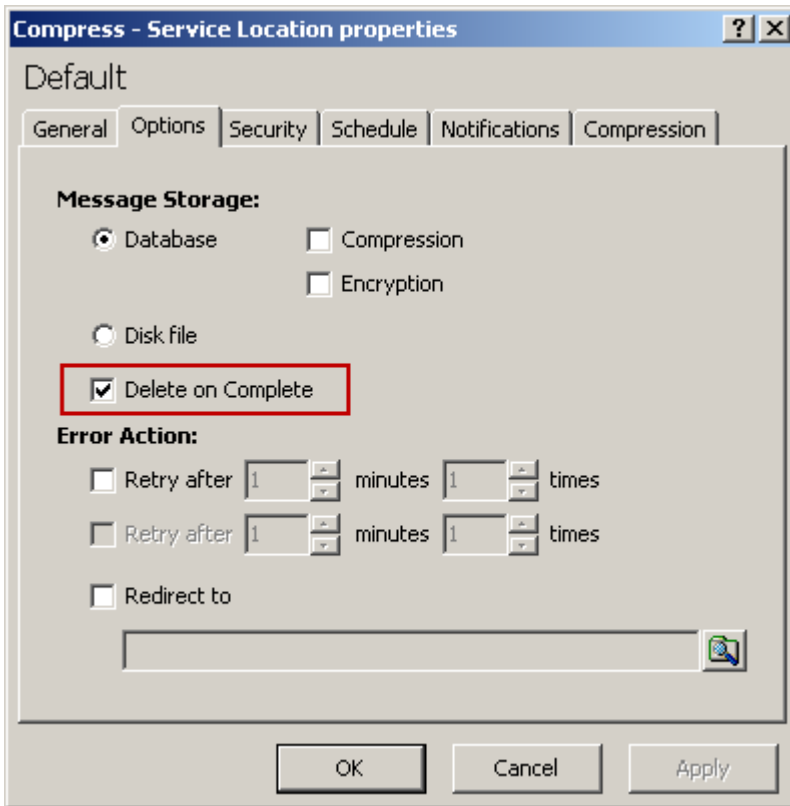 Compress - Service Location properties
Default
General Options Security Schedule Notifications Compression
Message Storage:
Database Compression
Encryption
Disk file
Delete on Complete
Error Action:
Retry after 1 minutes 1 times
Retry after 1 minutes 1 times
Redirect to
OK Cancel Apply